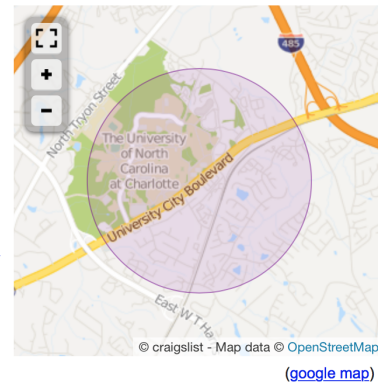 +
-
485
North Tryon Street
The University
of North
Carolina
at Charlotte
University City Boulevard
East W T Ha
© craigslist - Map data © OpenStreetMap
(google map)